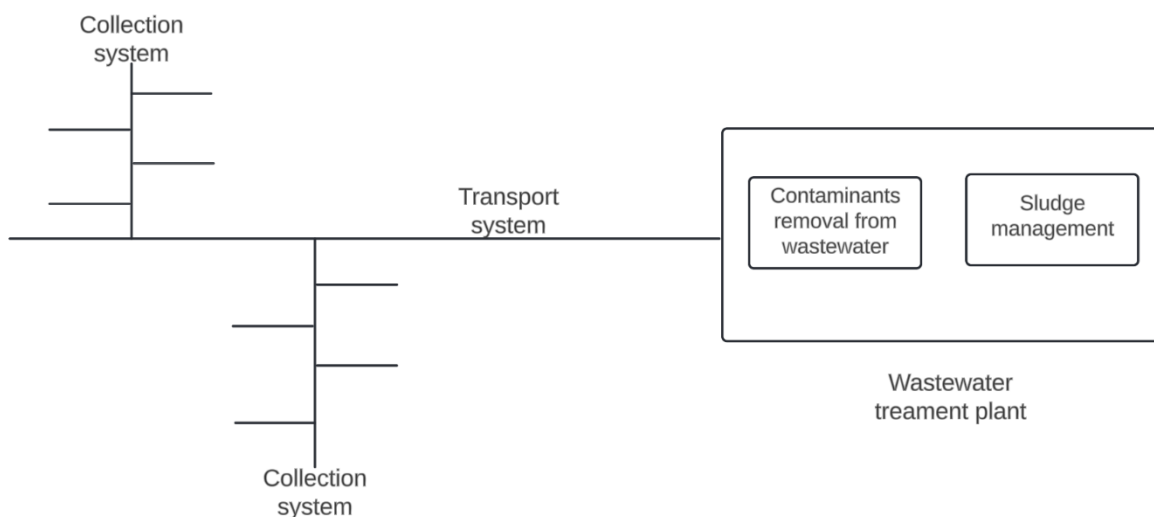 Collection
system
Transport
system
Contaminants
removal from
wastewater
Sludge
management
Wastewater
treament plant
Collection
system